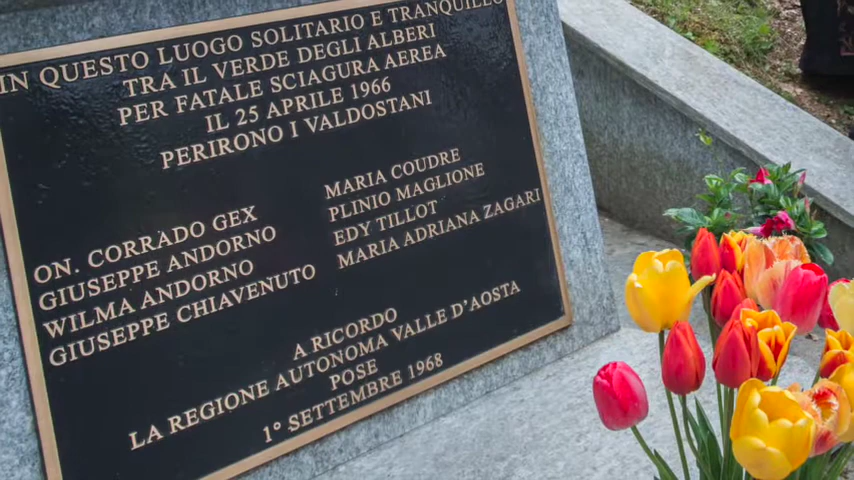 IN QUESTO LUOGO SOLITARIO E TRANQUILLO
TRA IL VERDE DEGLI ALBERI
PER FATALE SCIAGURA AEREA
IL 25 APRILE 1966
PERIRONO I VALDOSTANI
ON. CORRADO GEX
GIUSEPPE ANDORNO
WILMA ANDORNO
GIUSEPPE CHIAVENUTO
MARIA COUDRE
PLINIO MAGLIONE
EDY TILLOT
MARIA ADRIANA ZAGARI
A RICORDO
LA REGIONE AUTONOMA VALLE D'AOSTA
POSE
1° SETTEMBRE 1968